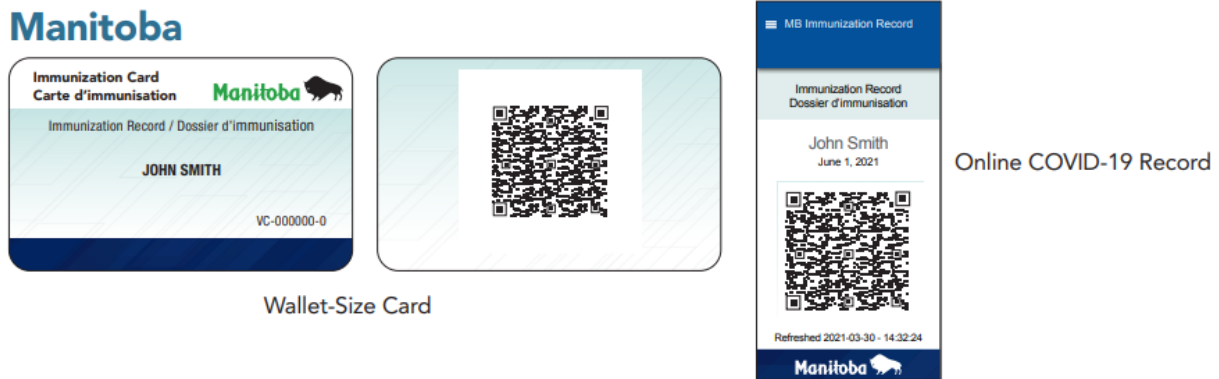 Manitoba
Immunization Card
Carte d'immunisation
Manitoba
Immunization Record / Dossier d'immunisation
JOHN SMITH
VC-000000-0
Wallet-Size Card
MB Immunization Record
Immunization Record
Dossier d'immunisation
John Smith
June 1, 2021
Refreshed 2021-03-30 - 14:32:24
Manitoba
Online COVID-19 Record